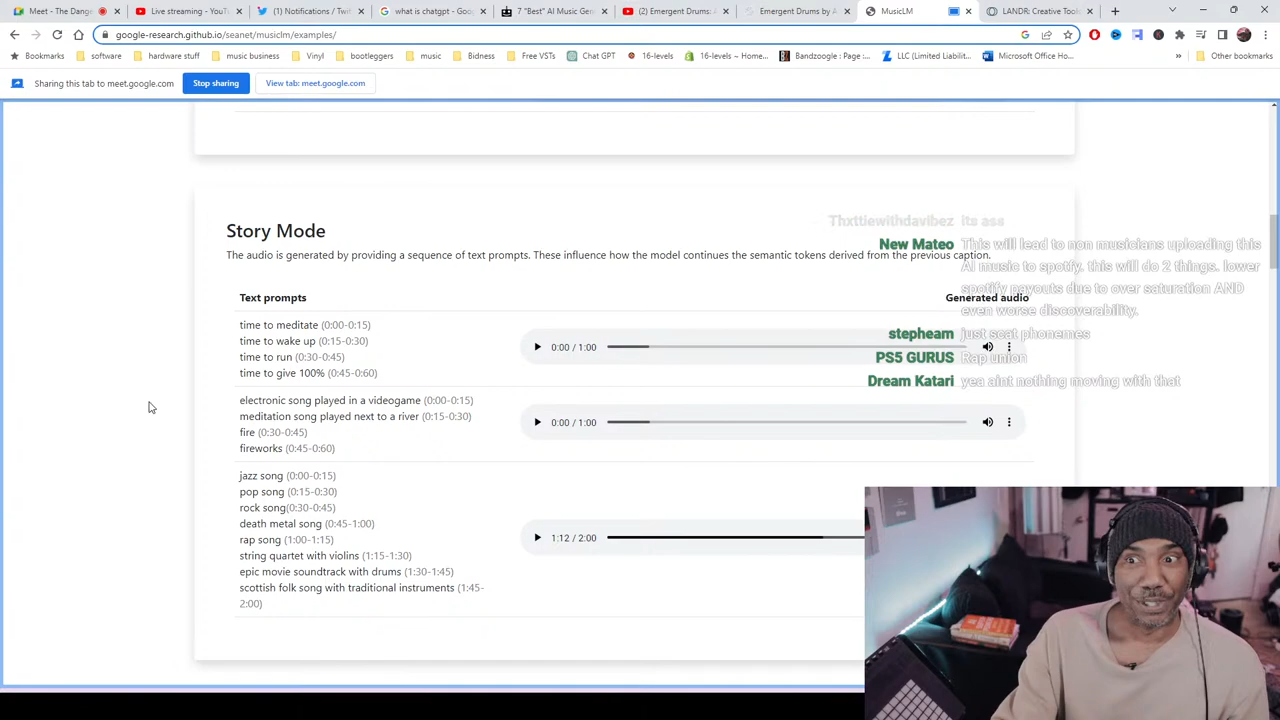 Meet - The Dang
Live streaming - YouT
(1) Notifications / Twit
what is chatgpt - Goo
7 "Best" AI Music Gen
(2) Emergent Drums: A
Emergent Drums by A
MusicLM
LANDR: Creative Tools
google-research.github.io/seanet/musiclm/examples/
Bookmarks
software
hardware stuff
music business
Vinyl
bootleggers
music
Bidness
Free VSTs
Chat GPT
16-levels
16-levels ~ Home...
Bandzoogle : Page :...
LLC (Limited Liabilit...
Microsoft Office Ho...
»
Other bookmarks
Sharing this tab to meet.google.com
Stop sharing
View tab: meet.google.com
Story Mode
The audio is generated by providing a sequence of text prompts. These influence how the model continues the semantic tokens derived from the previous caption.
Text prompts
Generated audio
time to meditate (0:00-0:15)
time to wake up (0:15-0:30)
time to run (0:30-0:45)
time to give 100% (0:45-0:60)
0:00 / 1:00
electronic song played in a videogame (0:00-0:15)
meditation song played next to a river (0:15-0:30)
fire (0:30-0:45)
fireworks (0:45-0:60)
0:00 / 1:00
jazz song (0:00-0:15)
pop song (0:15-0:30)
rock song(0:30-0:45)
death metal song (0:45-1:00)
rap song (1:00-1:15)
string quartet with violins (1:15-1:30)
epic movie soundtrack with drums (1:30-1:45)
scottish folk song with traditional instruments (1:45-
2:00)
1:12 / 2:00
Thxttiewithdavibez its ass
New Mateo This will lead to non musicians uploading this
AI music to spotify. this will do 2 things. lower
spotify payouts due to over saturation AND
even worse discoverability.
stepheam just scat phonemes
PS5 GURUS Rap union
Dream Katari yea aint nothing moving with that